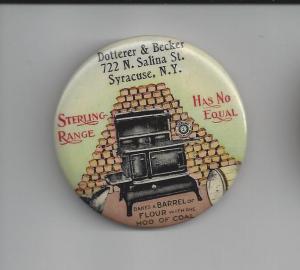 Dotterer & Becker
722 N. Salina St.
Syracuse, N.Y.
STERLING
RANGE
HAS NO
EQUAL
BAKES A BARREL OF
FLOUR WITH ONE
HOD OF COAL